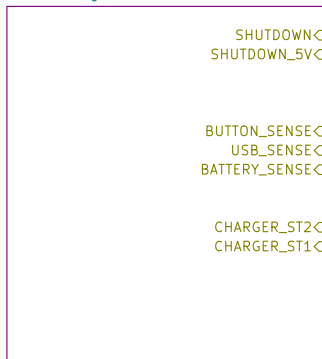 SHUTDOWN
SHUTDOWN_5V
BUTTON_SENSE
USB_SENSE
BATTERY_SENSE
CHARGER_ST2
CHARGER_ST1